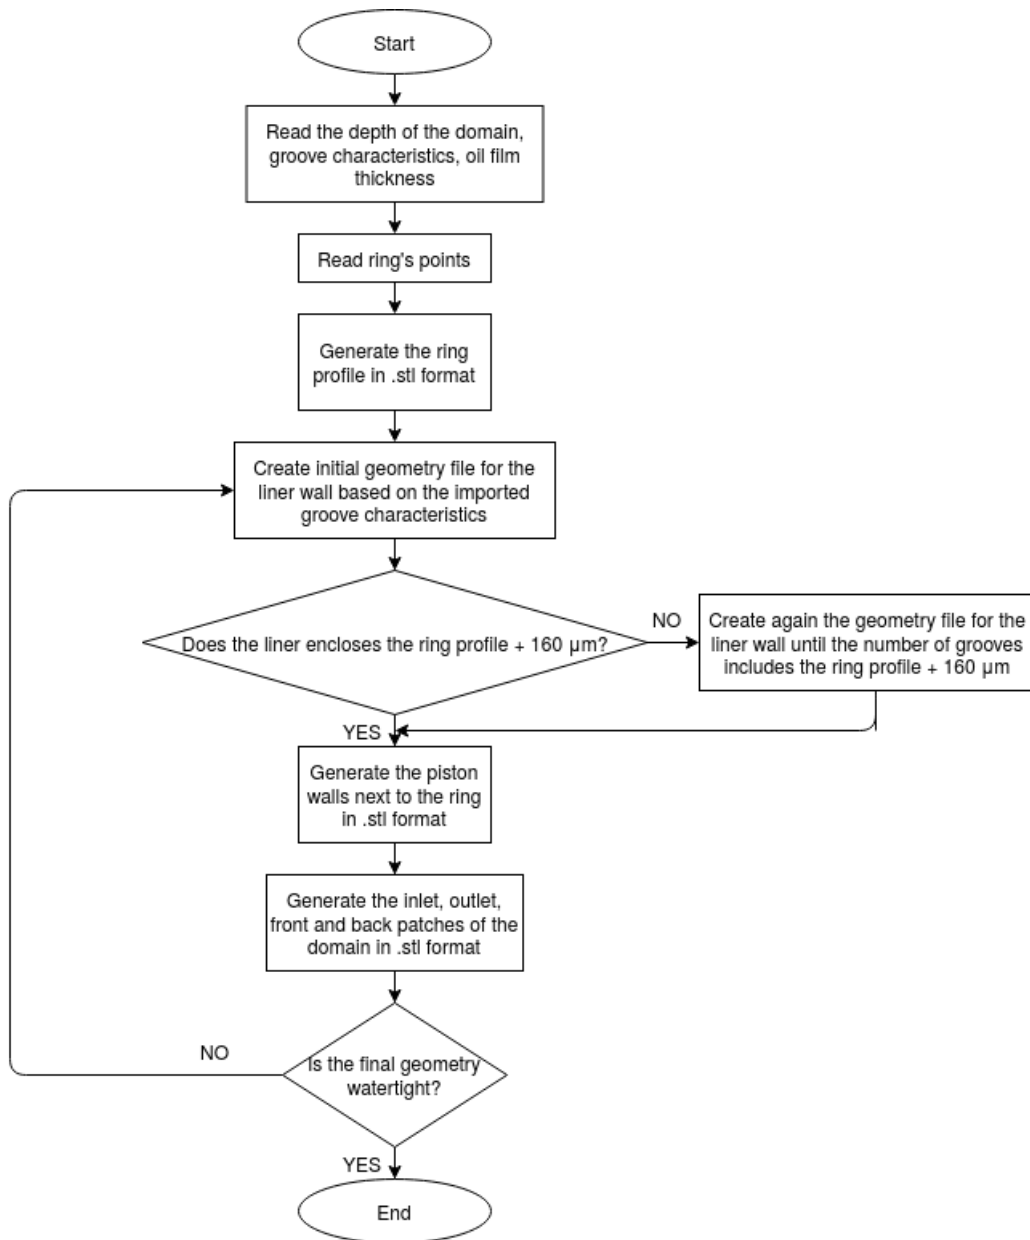 Start
Read the depth of the domain,
groove characteristics, oil film
thickness
Read ring's points
Generate the ring
profile in .stl format
Create initial geometry file for the
liner wall based on the imported
groove characteristics
Does the liner encloses the ring profile + 160 µm?
NO
Create again the geometry file for the
liner wall until the number of grooves
includes the ring profile + 160 µm
YES
Generate the piston
walls next to the ring
in .stl format
Generate the inlet, outlet,
front and back patches of the
domain in .stl format
NO
Is the final geometry
watertight?
YES
End